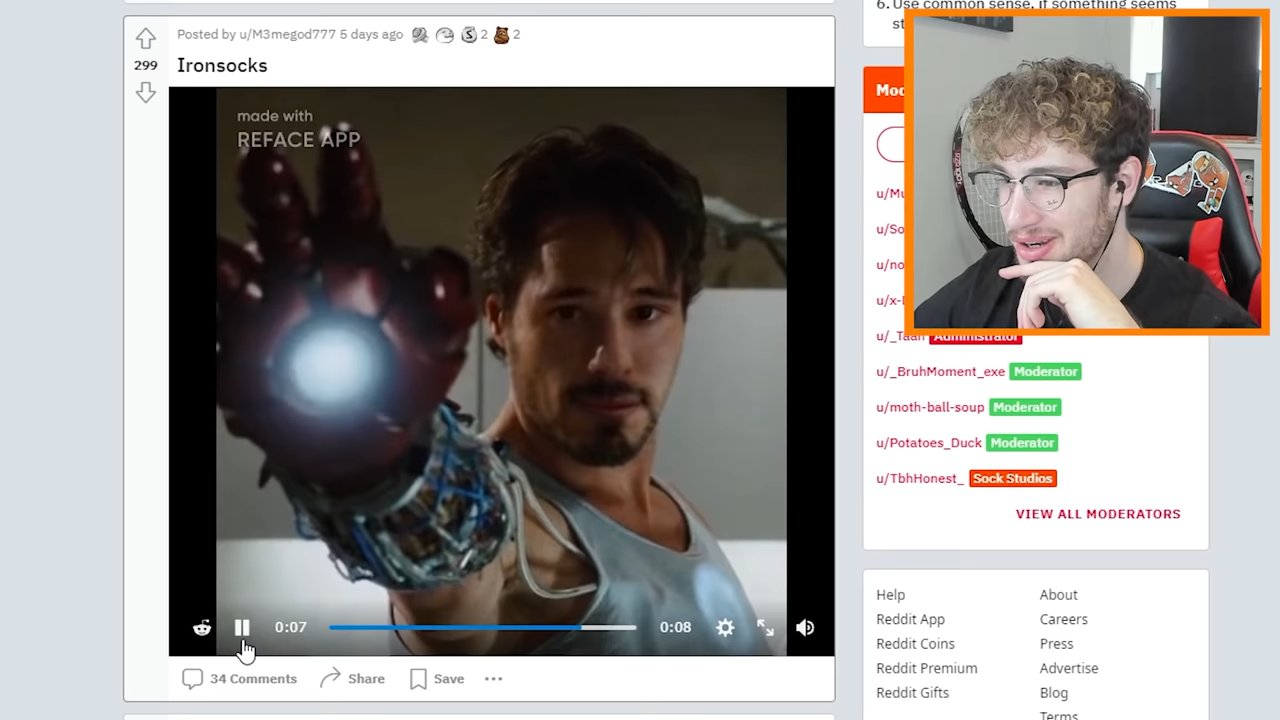 Posted by u/M3megod777 5 days ago 2 2
299
Ironsocks
made with
REFACE APP
0:07 0:08
34 Comments Share Save
6. Use common sense, if something seems
Administrator
u/_BruhMoment_exe Moderator
u/moth-ball-soup Moderator
u/Potatoes_Duck Moderator
u/TbhHonest_ Sock Studios
VIEW ALL MODERATORS
Help About
Reddit App Careers
Reddit Coins Press
Reddit Premium Advertise
Reddit Gifts Blog
Terms